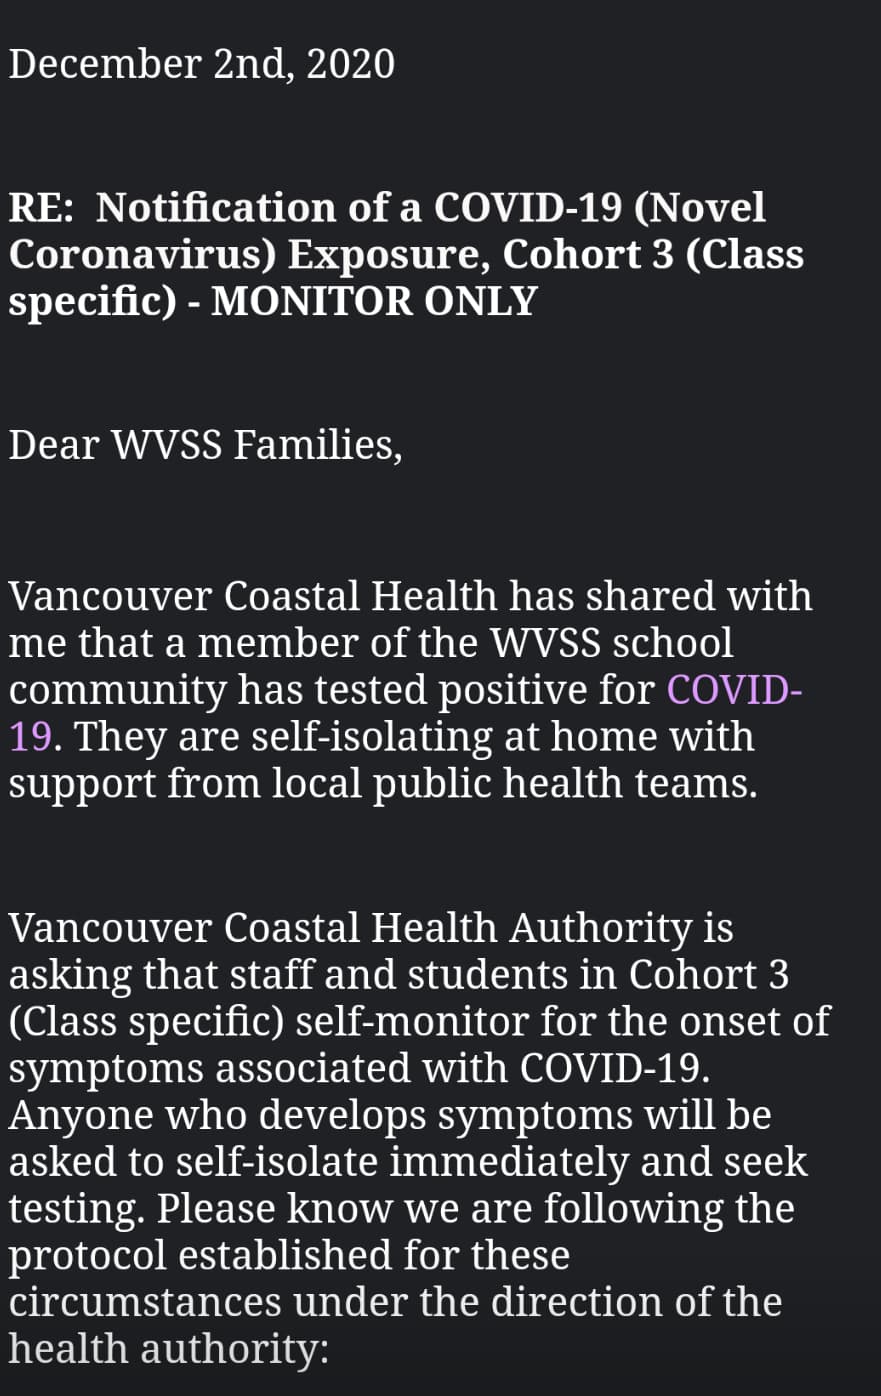 December 2nd, 2020
RE:  Notification of a COVID-19 (Novel
Coronavirus) Exposure, Cohort 3 (Class
specific) - MONITOR ONLY
Dear WVSS Families,
Vancouver Coastal Health has shared with
me that a member of the WVSS school
community has tested positive for COVID-
19. They are self-isolating at home with
support from local public health teams.
Vancouver Coastal Health Authority is
asking that staff and students in Cohort 3
(Class specific) self-monitor for the onset of
symptoms associated with COVID-19.
Anyone who develops symptoms will be
asked to self-isolate immediately and seek
testing. Please know we are following the
protocol established for these
circumstances under the direction of the
health authority: